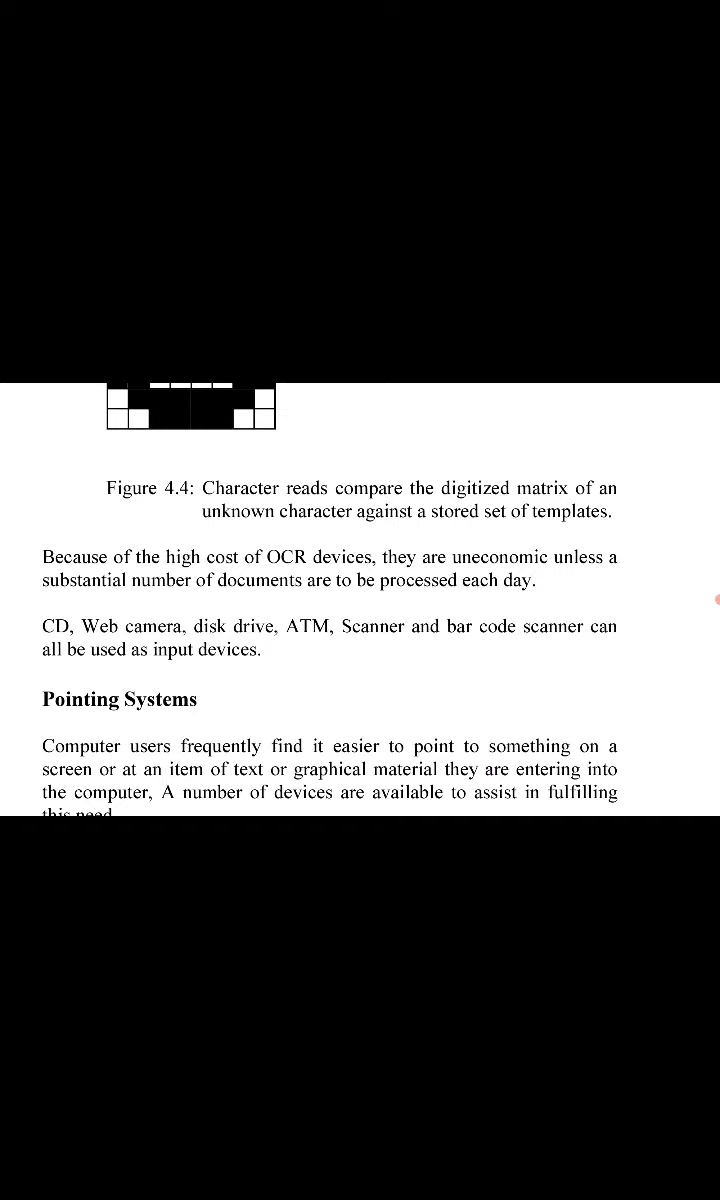 Figure 4.4: Character reads compare the digitized matrix of an
unknown character against a stored set of templates.
Because of the high cost of OCR devices, they are uneconomic unless a
substantial number of documents are to be processed each day.
CD, Web camera, disk drive, ATM, Scanner and bar code scanner can
all be used as input devices.
Pointing Systems
Computer users frequently find it easier to point to something on a
screen or at an item of text or graphical material they are entering into
the computer, A number of devices are available to assist in fulfilling
this need